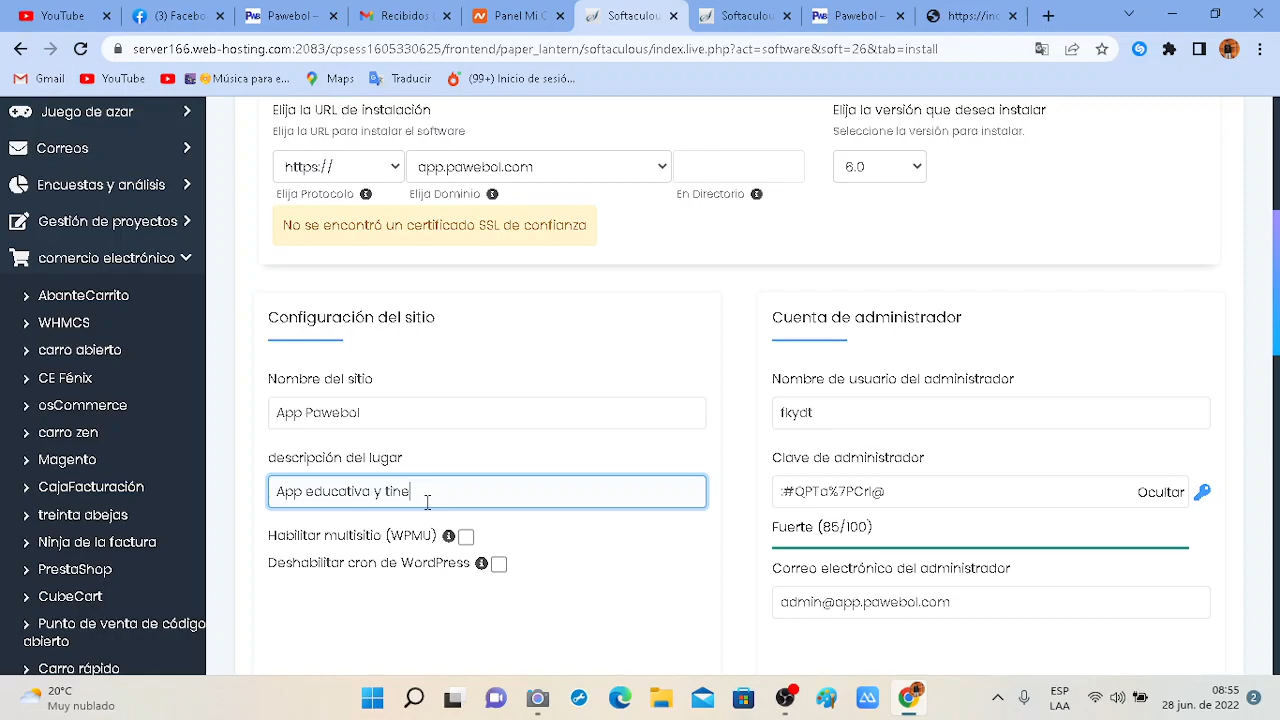 YouTube
(3) Faceboo
Pawebol –
Recibidos
Panel Mi C
Softaculou
Softaculou
Pawebol –
https://inc
server166.web-hosting.com:2083/cpsess1605330625/frontend/paper_lantern/softaculous/index.live.php?act=software&soft=26&tab=install
Gmail
YouTube
Música para e...
Maps
Traducir
(99+) Inicio de sesió...
Juego de azar
Correos
Encuestas y análisis
Gestión de proyectos
comercio electrónico
AbanteCarrito
WHMCS
carro abierto
CE Fénix
osCommerce
carro zen
Magento
CajaFacturación
treinta abejas
Ninja de la factura
PrestaShop
CubeCart
Punto de venta de código
abierto
Carro rápido
Elija la URL de instalación
Elija la URL para instalar el software
https://
app.pawebol.com
Elija Protocolo
Elija Dominio
En Directorio
No se encontró un certificado SSL de confianza
Elija la versión que desea instalar
Seleccione la versión para instalar.
6.0
Configuración del sitio
Nombre del sitio
App Pawebol
descripción del lugar
App educativa y tine
Habilitar multisitio (WPMU)
Deshabilitar cron de WordPress
Cuenta de administrador
Nombre de usuario del administrador
fkydt
Clave de administrador
:#QPTa%7PCrl@
Ocultar
Fuerte (85/100)
Correo electrónico del administrador
admin@app.pawebol.com
20°C
Muy nublado
ESP
LAA
08:55
28 jun. de 2022
2